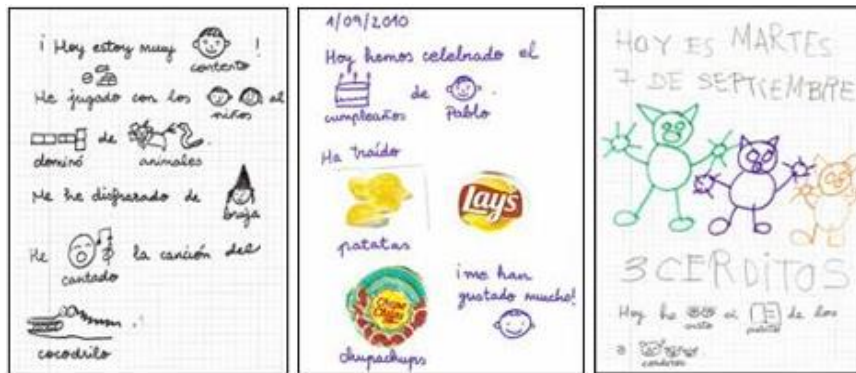 ¡ Hoy estoy muy !
contento
He jugado con los al
niños
de
dominó animales.
Me he disfrazado de
bruja
He la canción del
cantado
cocodrilo
1/09/2010
Hoy hemos celebrado el
de .
cumpleaños Pablo
Ha traído
Lay's
patatas
Chupa Chups
¡me han
gustado mucho!
chupachups
HOY ES MARTES
7 DE SEPTIEMBRE
3 CERDITOS
Hoy he el de los
visto
3
cerditos